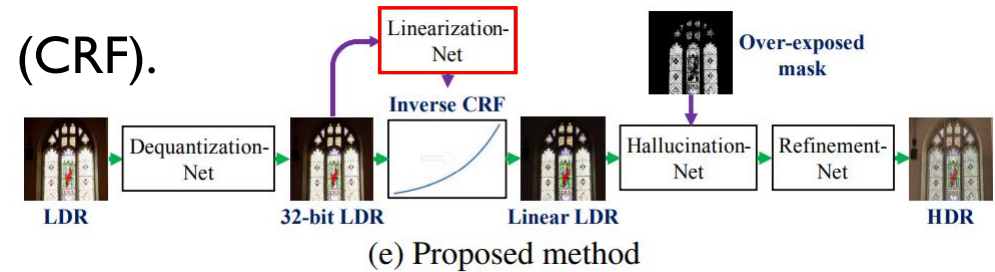 (CRF).
Linearization-
Net
Over-exposed
mask
Inverse CRF
Dequantization-
Net
Hallucination-
Net
Refinement-
Net
LDR
32-bit LDR
Linear LDR
HDR
(e) Proposed method